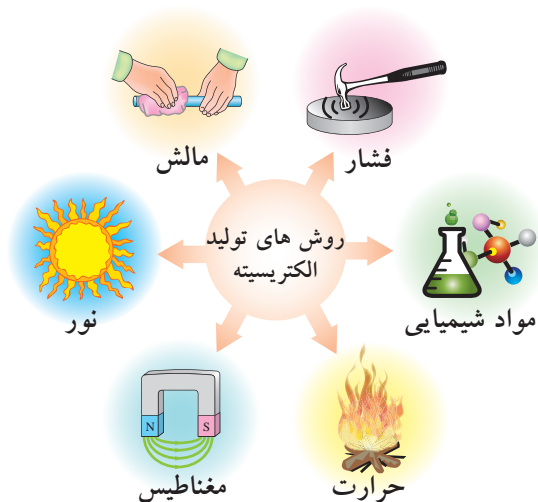 فشار
مالش
روش های تولید
الکتریسیته
مواد شیمیایی
نور
N
S
حرارت
مغناطیس